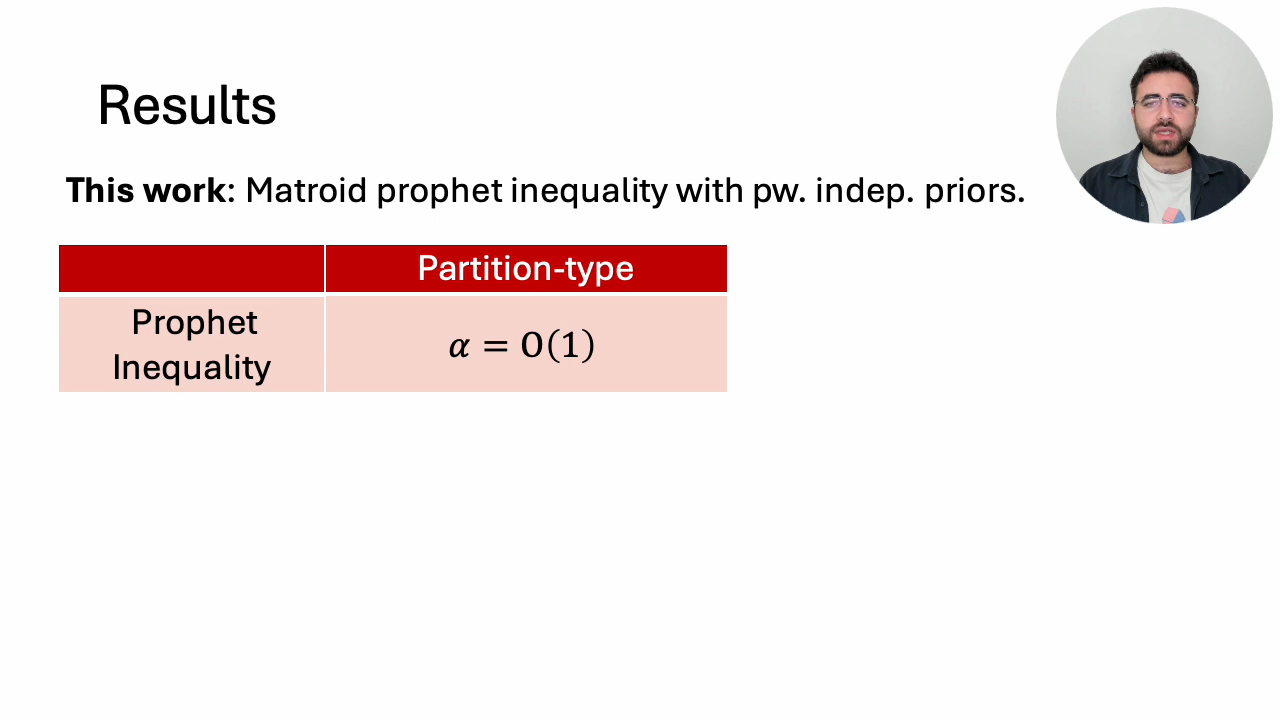 Results
This work: Matroid prophet inequality with pw. indep. priors.
Partition-type
Prophet
Inequality
𝛼 = O(1)